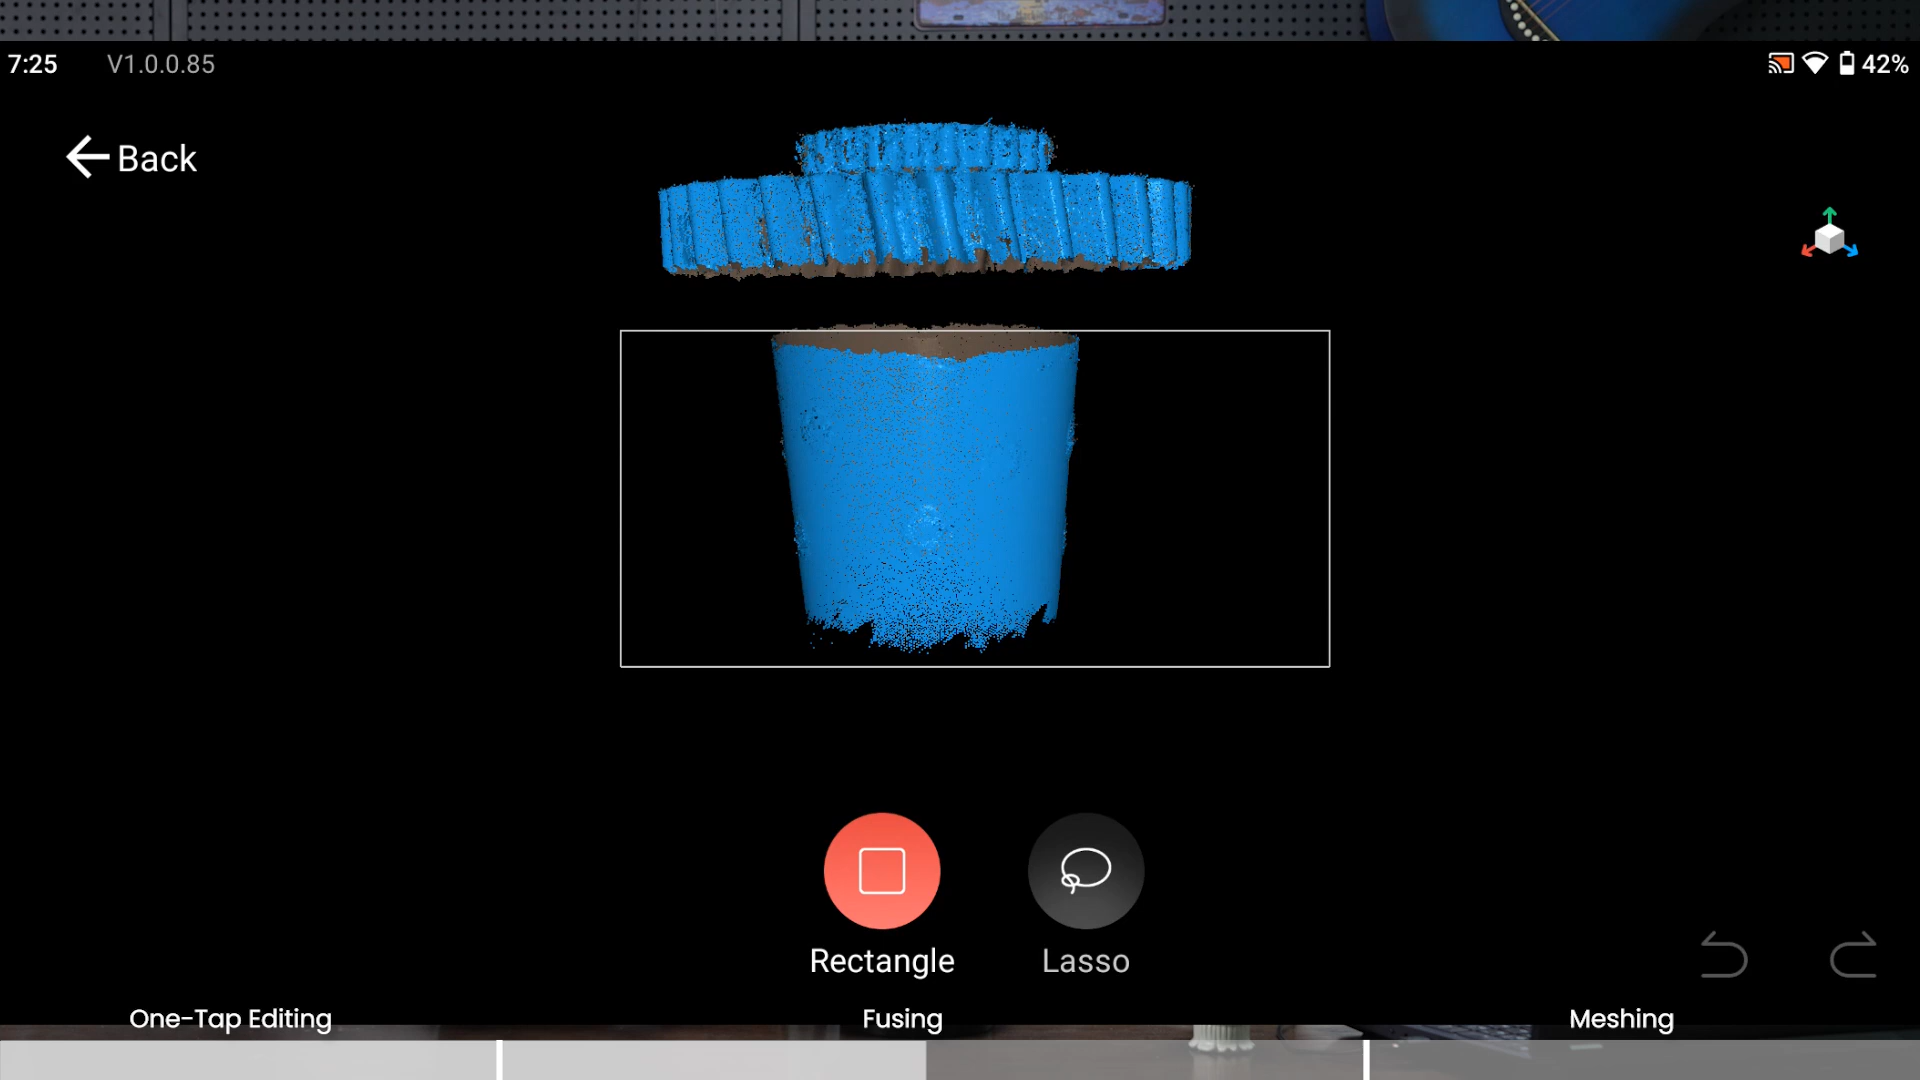 7:25 V1.0.0.85 42%
Back
Rectangle Lasso
One-Tap Editing Fusing Meshing